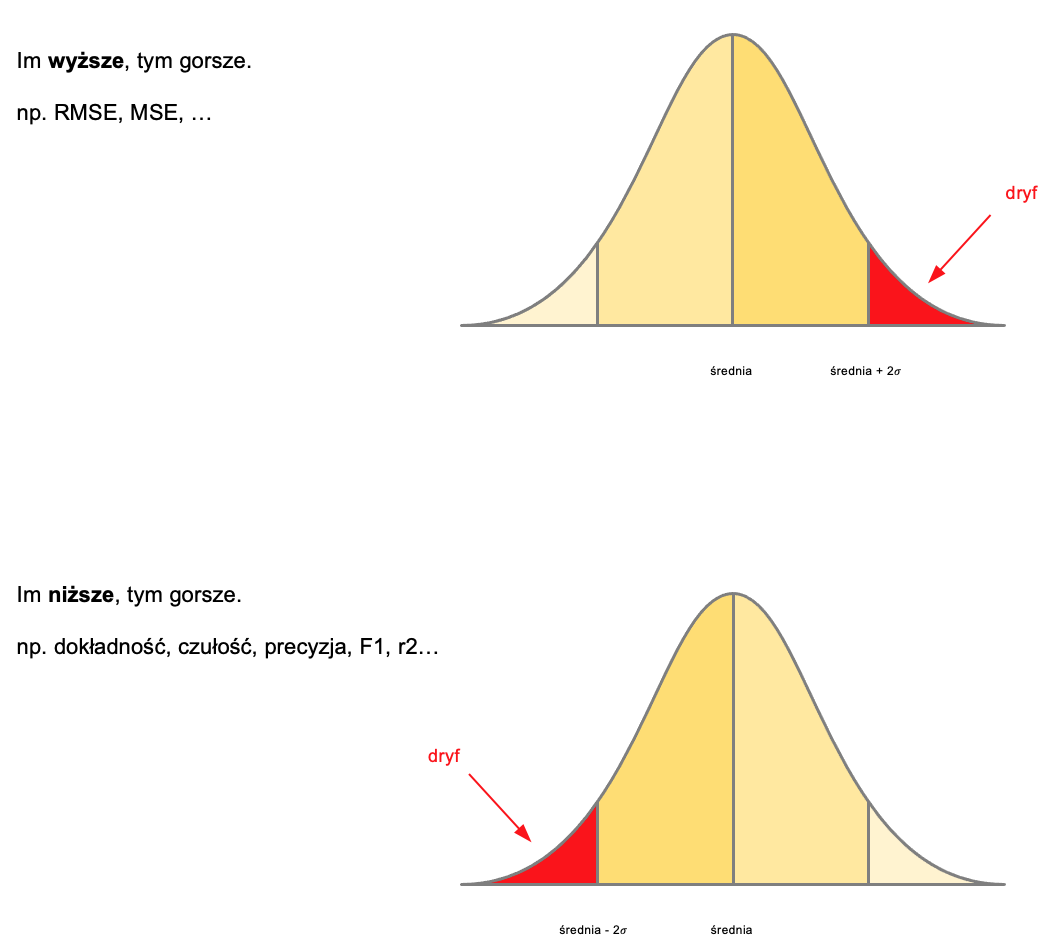 Im wyższe, tym gorsze.
np. RMSE, MSE, …
dryf
średnia
średnia + 2σ
Im niższe, tym gorsze.
np. dokładność, czułość, precyzja, F1, r2…
dryf
średnia - 2σ
średnia